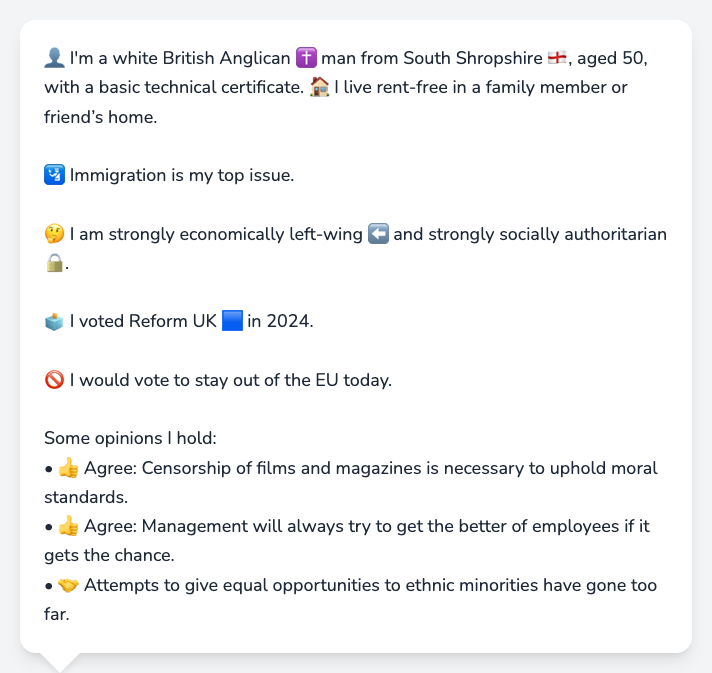 👤 I'm a white British Anglican ✝️ man from South Shropshire 🏴󠁧󠁢󠁥󠁮󠁧󠁿, aged 50,
with a basic technical certificate. 🏠 I live rent-free in a family member or
friend’s home.
🛂 Immigration is my top issue.
🤔 I am strongly economically left-wing ⬅️ and strongly socially authoritarian
🔒.
🗳️ I voted Reform UK 🟦 in 2024.
🚫 I would vote to stay out of the EU today.
Some opinions I hold:
• 👍 Agree: Censorship of films and magazines is necessary to uphold moral
standards.
• 👍 Agree: Management will always try to get the better of employees if it
gets the chance.
• 🤝 Attempts to give equal opportunities to ethnic minorities have gone too
far.